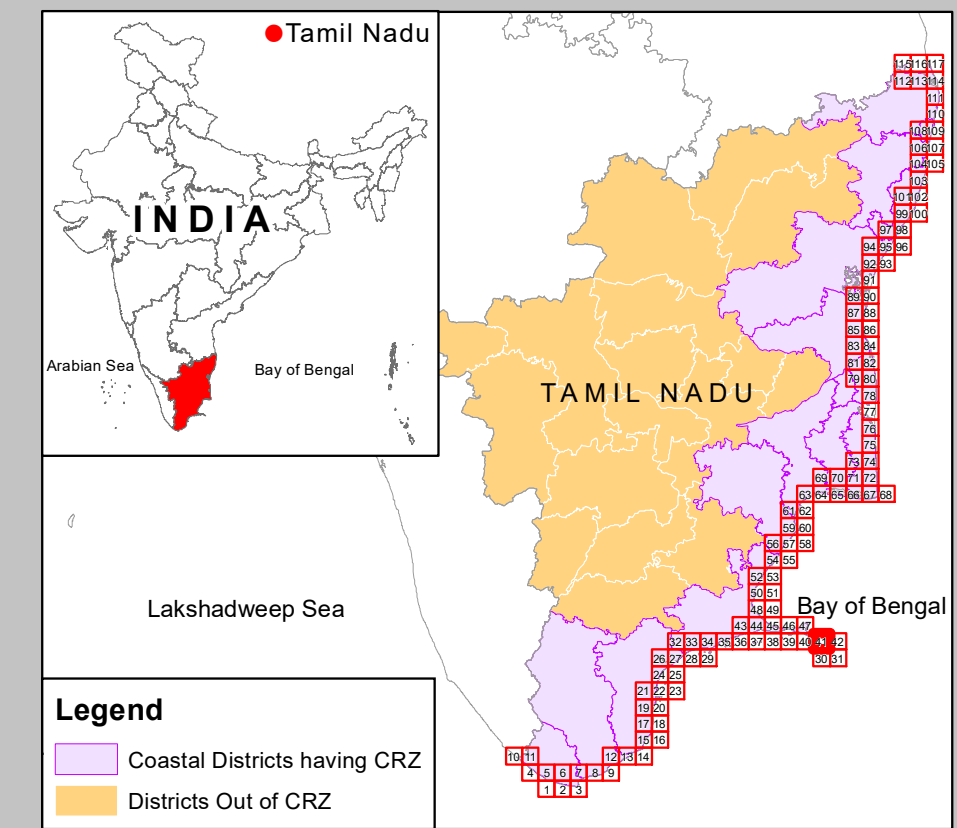 Tamil Nadu
INDIA
Arabian Sea
Bay of Bengal
115 116 117
112 113 114
111
110
108 109
106 107
104 105
103
101 102
99 100
97 98
94 95 96
92 93
91
89 90
87 88
85 86
83 84
81 82
79 80
TAMIL NADU
78
77
76
75
73 74
69 70 71 72
63 64 65 66 67 68
61 62
59 60
56 57 58
54 55
52 53
50 51
48 49
Lakshadweep Sea
Bay of Bengal
43 44 45 46 47
32 33 34 35 36 37 38 39 40 41 42
26 27 28 29
30 31
24 25
21 22 23
19 20
17 18
15 16
10 11
12 13 14
4 5 6 7 8 9
1 2 3
Legend
Coastal Districts having CRZ
Districts Out of CRZ